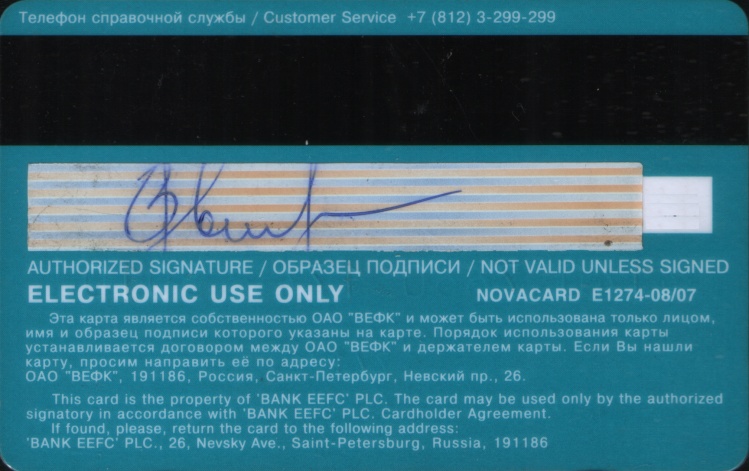 Телефон справочной службы / Customer Service +7 (812) 3-299-299
AUTHORIZED SIGNATURE / ОБРАЗЕЦ ПОДПИСИ / NOT VALID UNLESS SIGNED
ELECTRONIC USE ONLY NOVACARD E1274-08/07
Эта карта является собственностью ОАО "ВЕФК" и может быть использована только лицом,
имя и образец подписи которого указаны на карте. Порядок использования карты
устанавливается договором между ОАО "ВЕФК" и держателем карты. Если Вы нашли
карту, просим направить её по адресу:
ОАО "ВЕФК", 191186, Россия, Санкт-Петербург, Невский пр., 26.
This card is the property of 'BANK EEFC' PLC. The card may be used only by the authorized
signatory in accordance with 'BANK EEFC' PLC. Cardholder Agreement.
If found, please, return the card to the following address:
'BANK EEFC' PLC., 26, Nevsky Ave., Saint-Petersburg, Russia, 191186